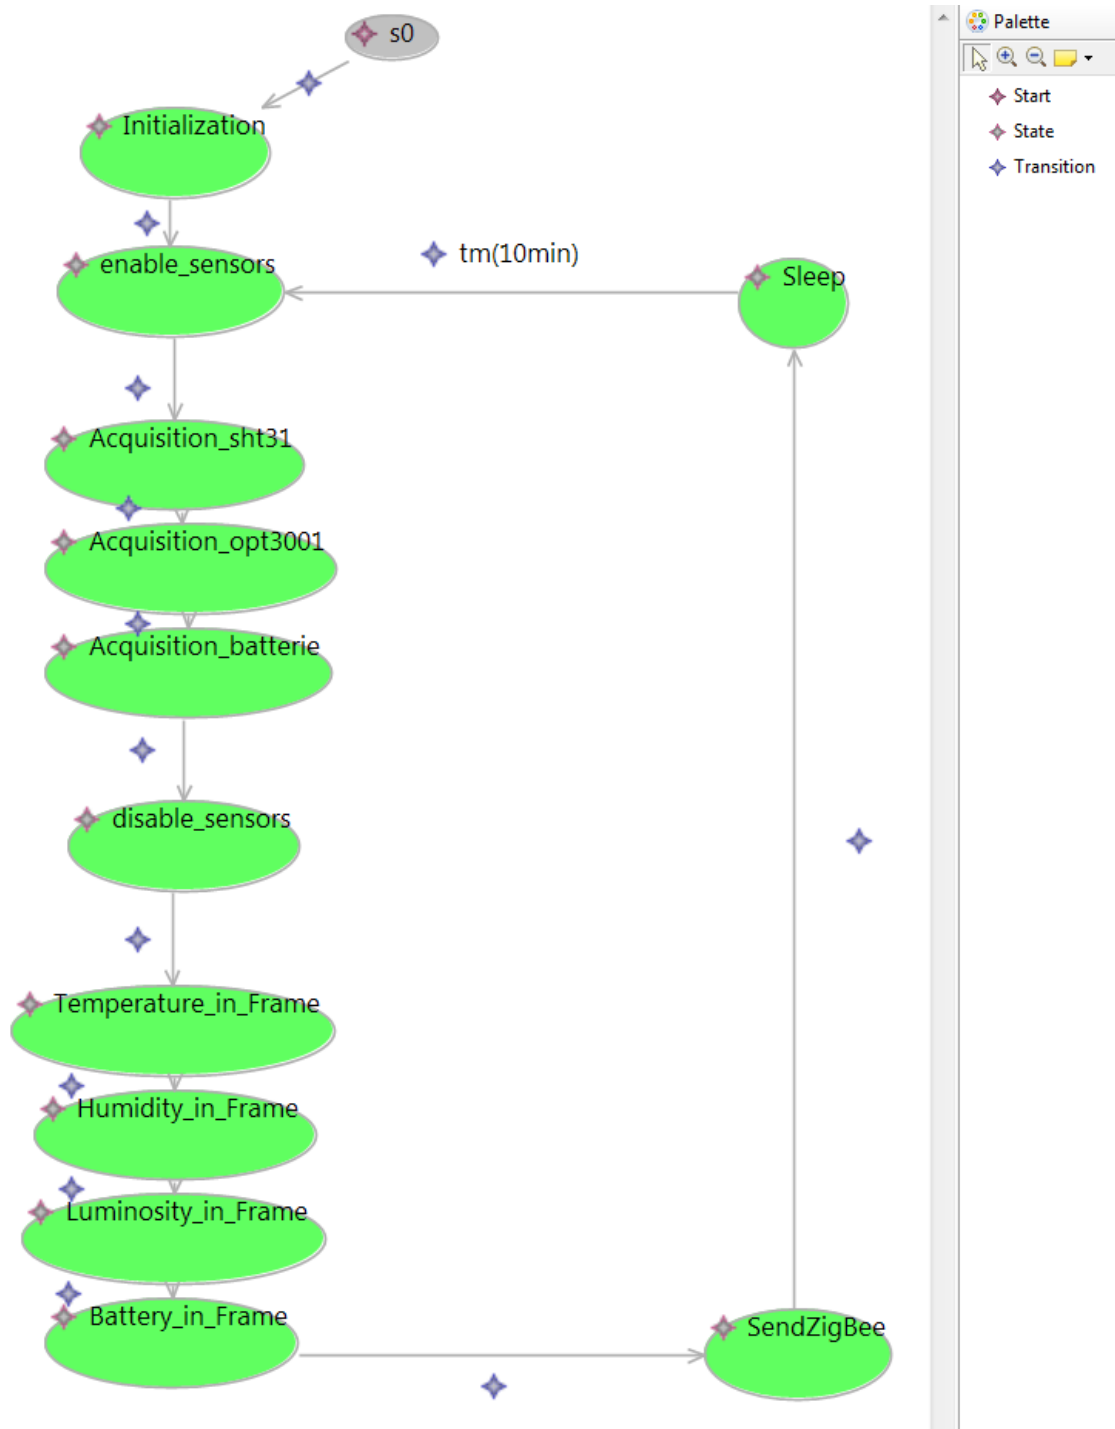 s0
Initialization
enable_sensors
tm(10min)
Sleep
Acquisition_sht31
Acquisition_opt3001
Acquisition_batterie
disable_sensors
Temperature_in_Frame
Humidity_in_Frame
Luminosity_in_Frame
Battery_in_Frame
SendZigBee
Palette
Start
State
Transition